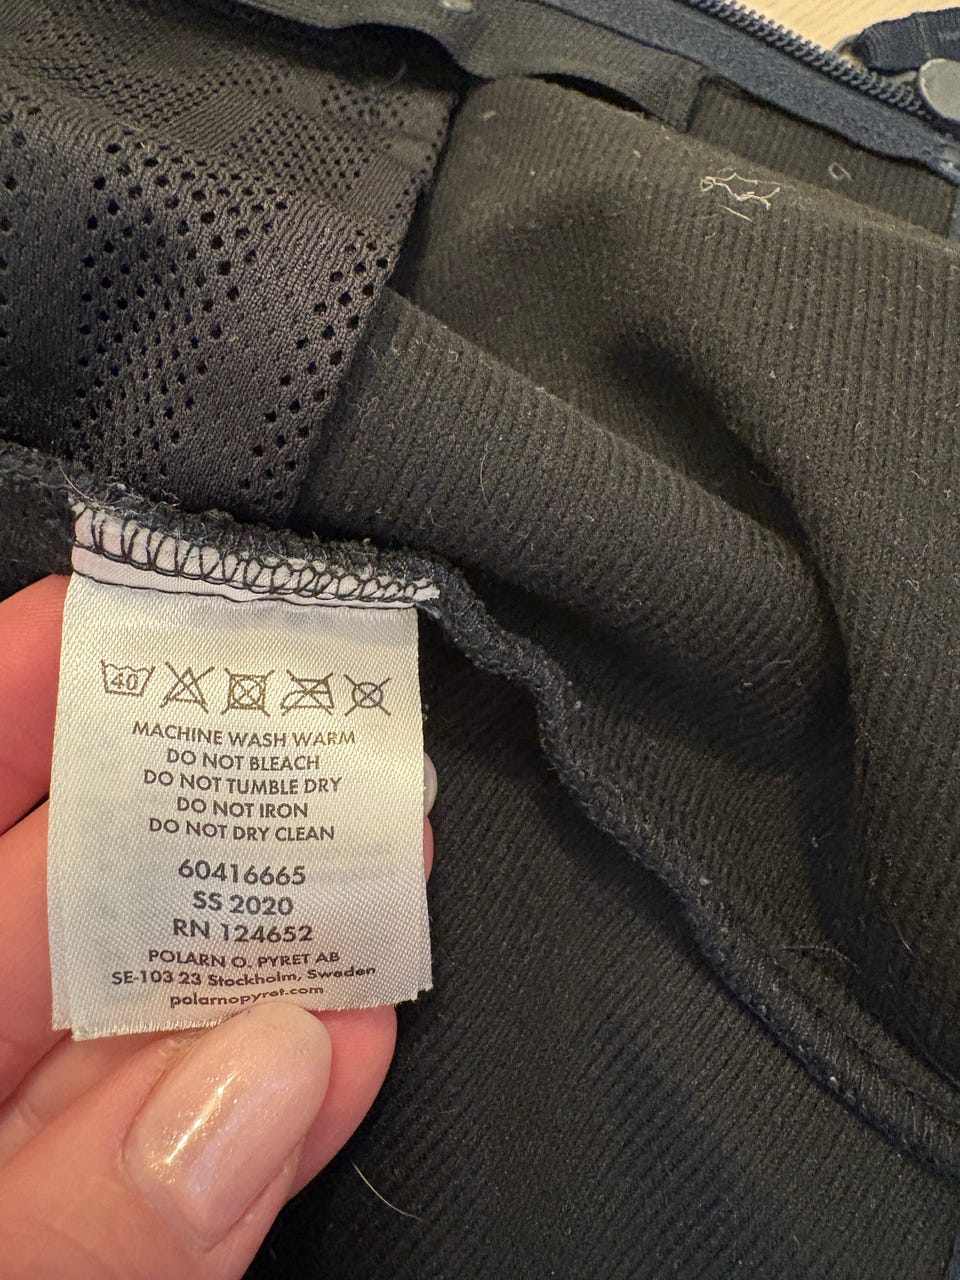 40
MACHINE WASH WARM
DO NOT BLEACH
DO NOT TUMBLE DRY
DO NOT IRON
DO NOT DRY CLEAN
60416665
SS 2020
RN 124652
POLARN O. PYRET AB
SE-103 23 Stockholm, Sweden
polarnopyret.com